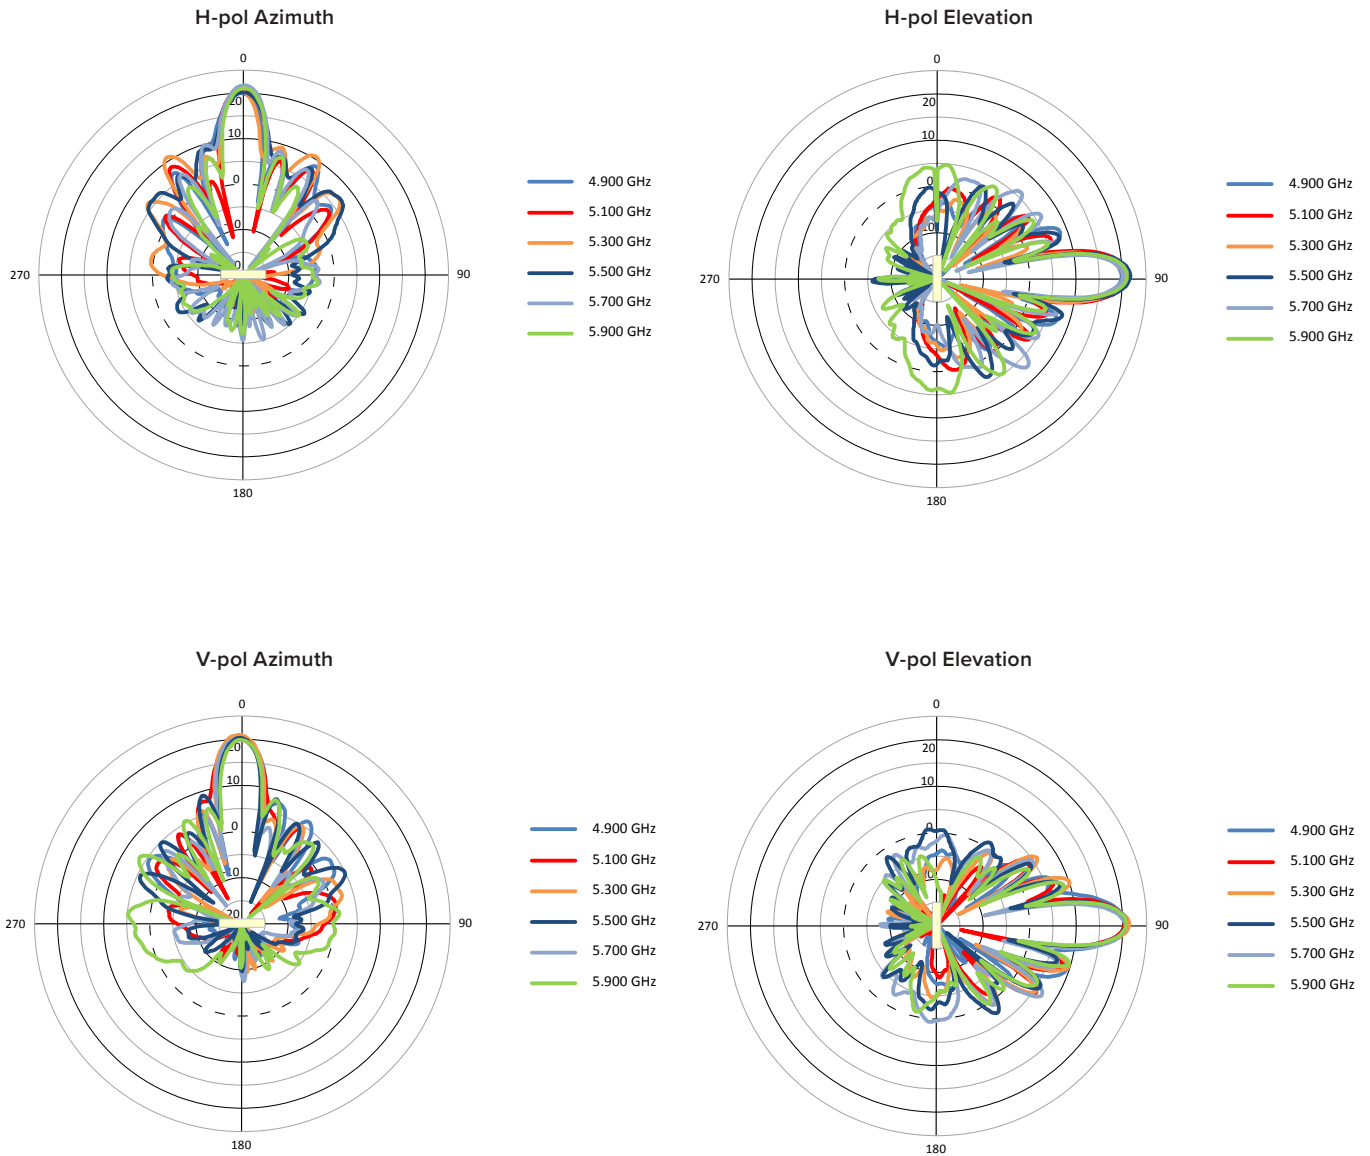 H-pol Azimuth
0
20
10
0
270
90
180
4.900 GHz
5.100 GHz
5.300 GHz
5.500 GHz
5.700 GHz
5.900 GHz
H-pol Elevation
0
20
10
0
270
90
180
4.900 GHz
5.100 GHz
5.300 GHz
5.500 GHz
5.700 GHz
5.900 GHz
V-pol Azimuth
0
20
10
0
20
270
90
180
4.900 GHz
5.100 GHz
5.300 GHz
5.500 GHz
5.700 GHz
5.900 GHz
V-pol Elevation
0
20
10
0
270
90
180
4.900 GHz
5.100 GHz
5.300 GHz
5.500 GHz
5.700 GHz
5.900 GHz